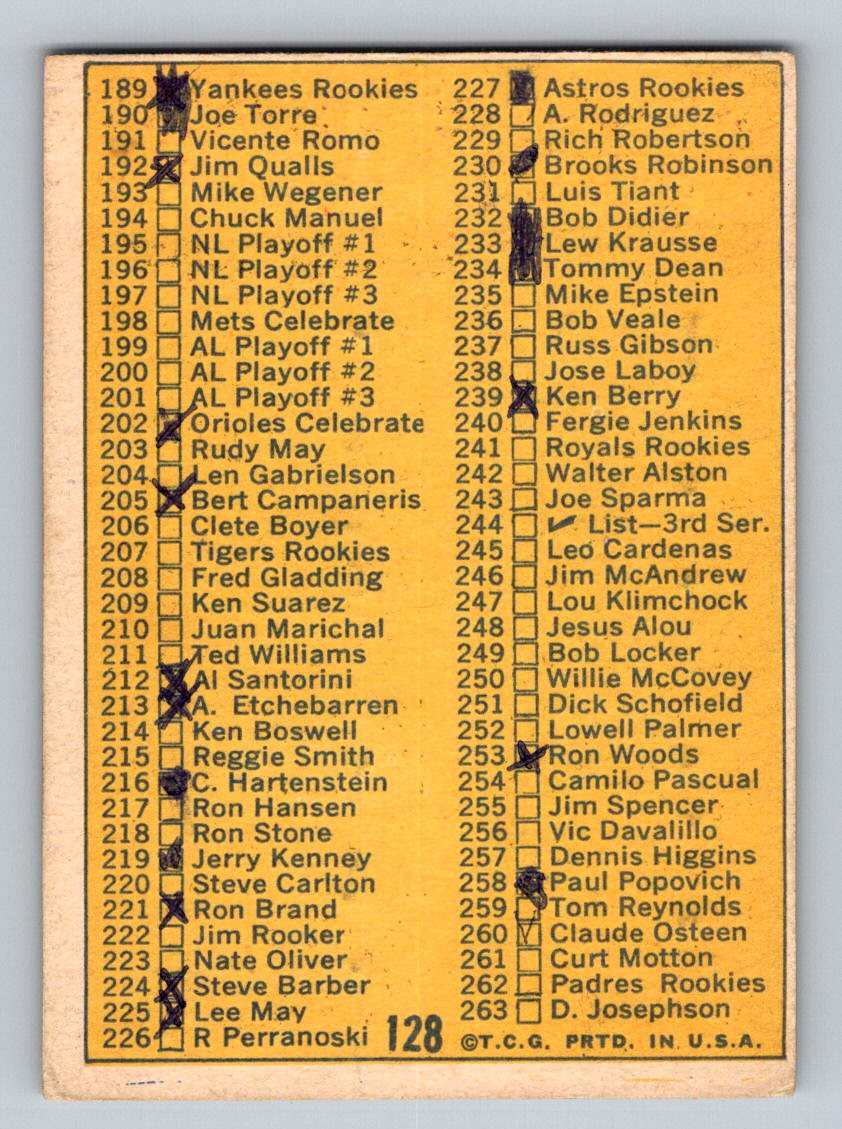 189 Yankees Rookies
190 Joe Torre
191 Vicente Romo
192 Jim Qualls
193 Mike Wegener
194 Chuck Manuel
195 NL Playoff #1
196 NL Playoff #2
197 NL Playoff #3
198 Mets Celebrate
199 AL Playoff #1
200 AL Playoff #2
201 AL Playoff #3
202 Orioles Celebrate
203 Rudy May
204 Len Gabrielson
205 Bert Campaneris
206 Clete Boyer
207 Tigers Rookies
208 Fred Gladding
209 Ken Suarez
210 Juan Marichal
211 Ted Williams
212 Al Santorini
213 A. Etchebarren
214 Ken Boswell
215 Reggie Smith
216 C. Hartenstein
217 Ron Hansen
218 Ron Stone
219 Jerry Kenney
220 Steve Carlton
221 Ron Brand
222 Jim Rooker
223 Nate Oliver
224 Steve Barber
225 Lee May
226 R Perranoski
227 Astros Rookies
228 A. Rodriguez
229 Rich Robertson
230 Brooks Robinson
231 Luis Tiant
232 Bob Didier
233 Lew Krausse
234 Tommy Dean
235 Mike Epstein
236 Bob Veale
237 Russ Gibson
238 Jose Laboy
239 Ken Berry
240 Fergie Jenkins
241 Royals Rookies
242 Walter Alston
243 Joe Sparma
244 ✓ List—3rd Ser.
245 Leo Cardenas
246 Jim McAndrew
247 Lou Klimchock
248 Jesus Alou
249 Bob Locker
250 Willie McCovey
251 Dick Schofield
252 Lowell Palmer
253 Ron Woods
254 Camilo Pascual
255 Jim Spencer
256 Vic Davalillo
257 Dennis Higgins
258 Paul Popovich
259 Tom Reynolds
260 Claude Osteen
261 Curt Motton
262 Padres Rookies
263 D. Josephson
128 ©T.C.G. PRTD. IN U.S.A.